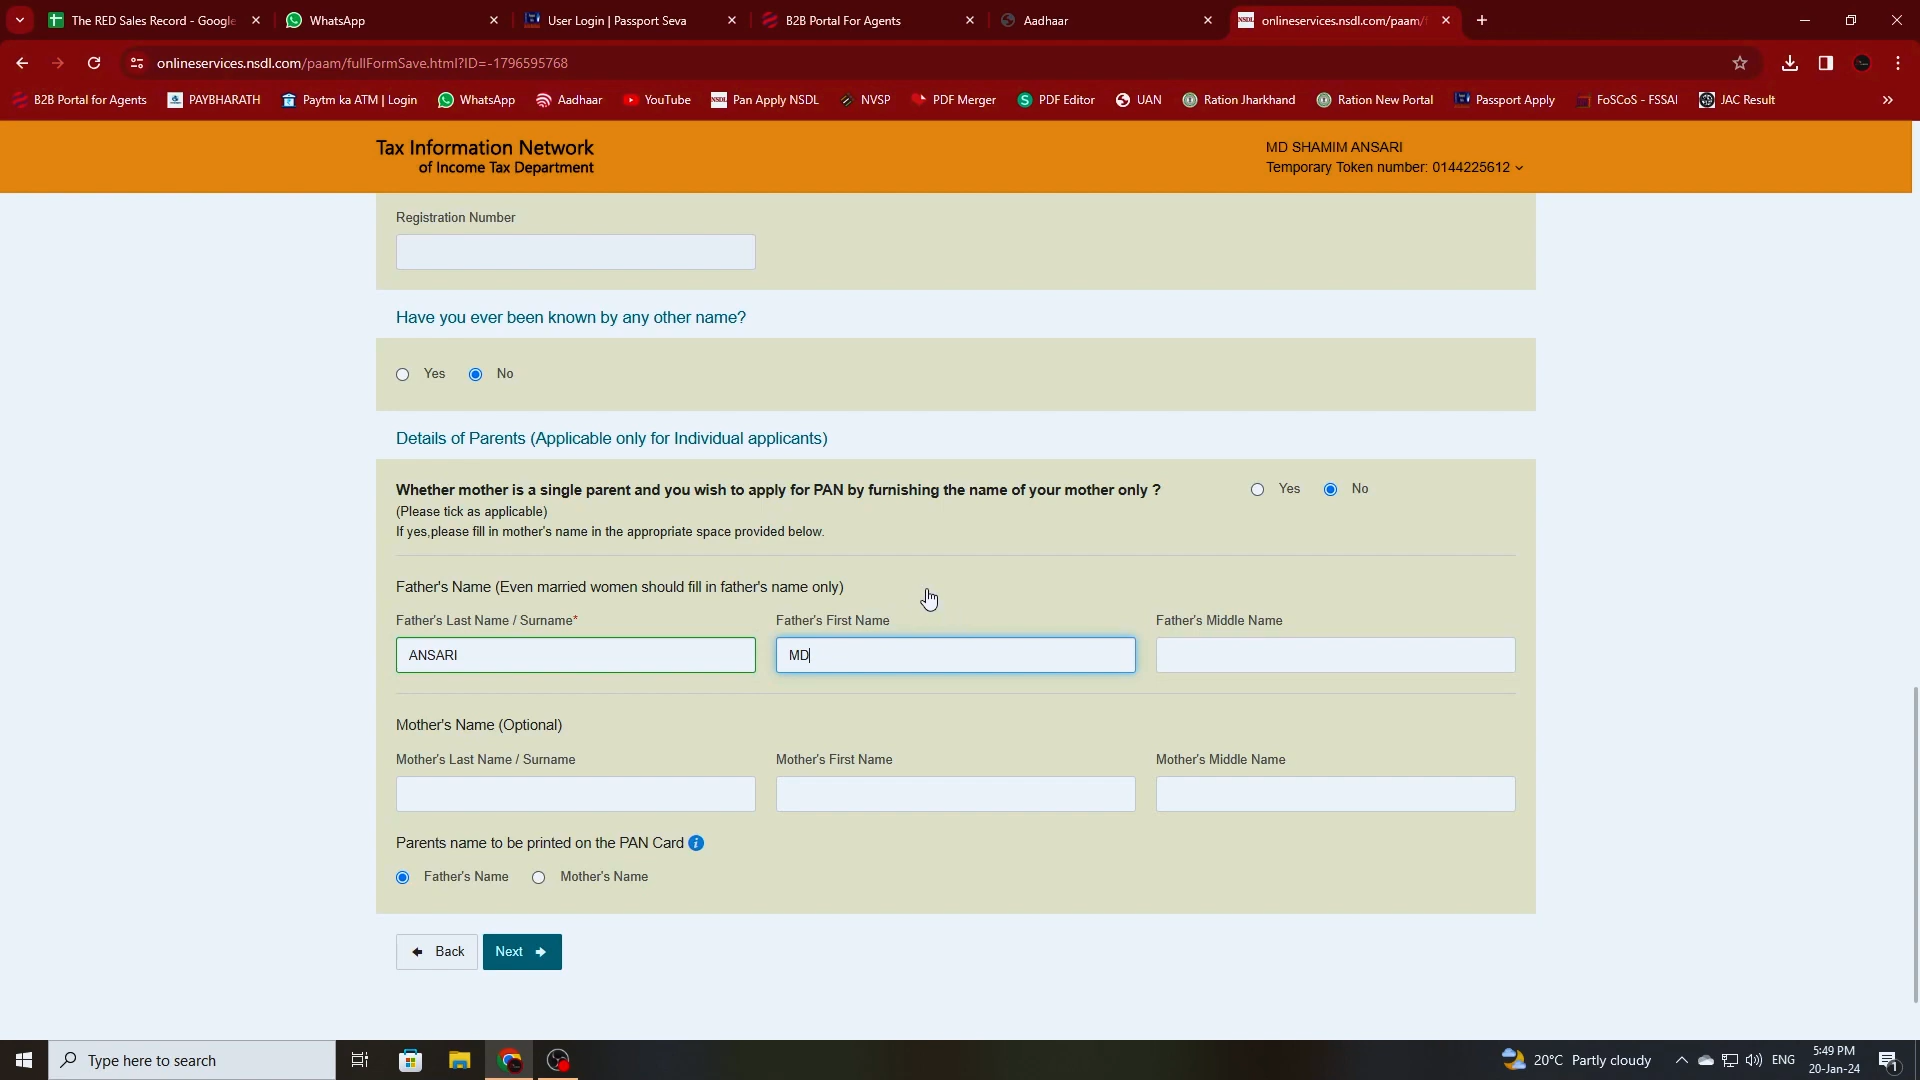 The RED Sales Record - Google
WhatsApp
User Login | Passport Seva
B2B Portal For Agents
Aadhaar
NSDL
onlineservices.nsdl.com/paam/f
onlineservices.nsdl.com/paam/fullFormSave.html?ID=-1796595768
B2B Portal for Agents
PAYBHARATH
Paytm ka ATM | Login
WhatsApp
Aadhaar
YouTube
NSDL
Pan Apply NSDL
NVSP
PDF Merger
PDF Editor
UAN
Ration Jharkhand
Ration New Portal
Passport Apply
FoSCoS - FSSAI
JAC Result
Tax Information Network
of Income Tax Department
MD SHAMIM ANSARI
Temporary Token number: 0144225612
Registration Number
Have you ever been known by any other name?
Yes No
Details of Parents (Applicable only for Individual applicants)
Whether mother is a single parent and you wish to apply for PAN by furnishing the name of your mother only ? Yes No
(Please tick as applicable)
If yes,please fill in mother's name in the appropriate space provided below.
Father's Name (Even married women should fill in father's name only)
Father's Last Name / Surname* Father's First Name Father's Middle Name
ANSARI MD
Mother's Name (Optional)
Mother's Last Name / Surname Mother's First Name Mother's Middle Name
Parents name to be printed on the PAN Card i
Father's Name Mother's Name
Back Next
Type here to search
20°C Partly cloudy
ENG
5:49 PM
20-Jan-24
1